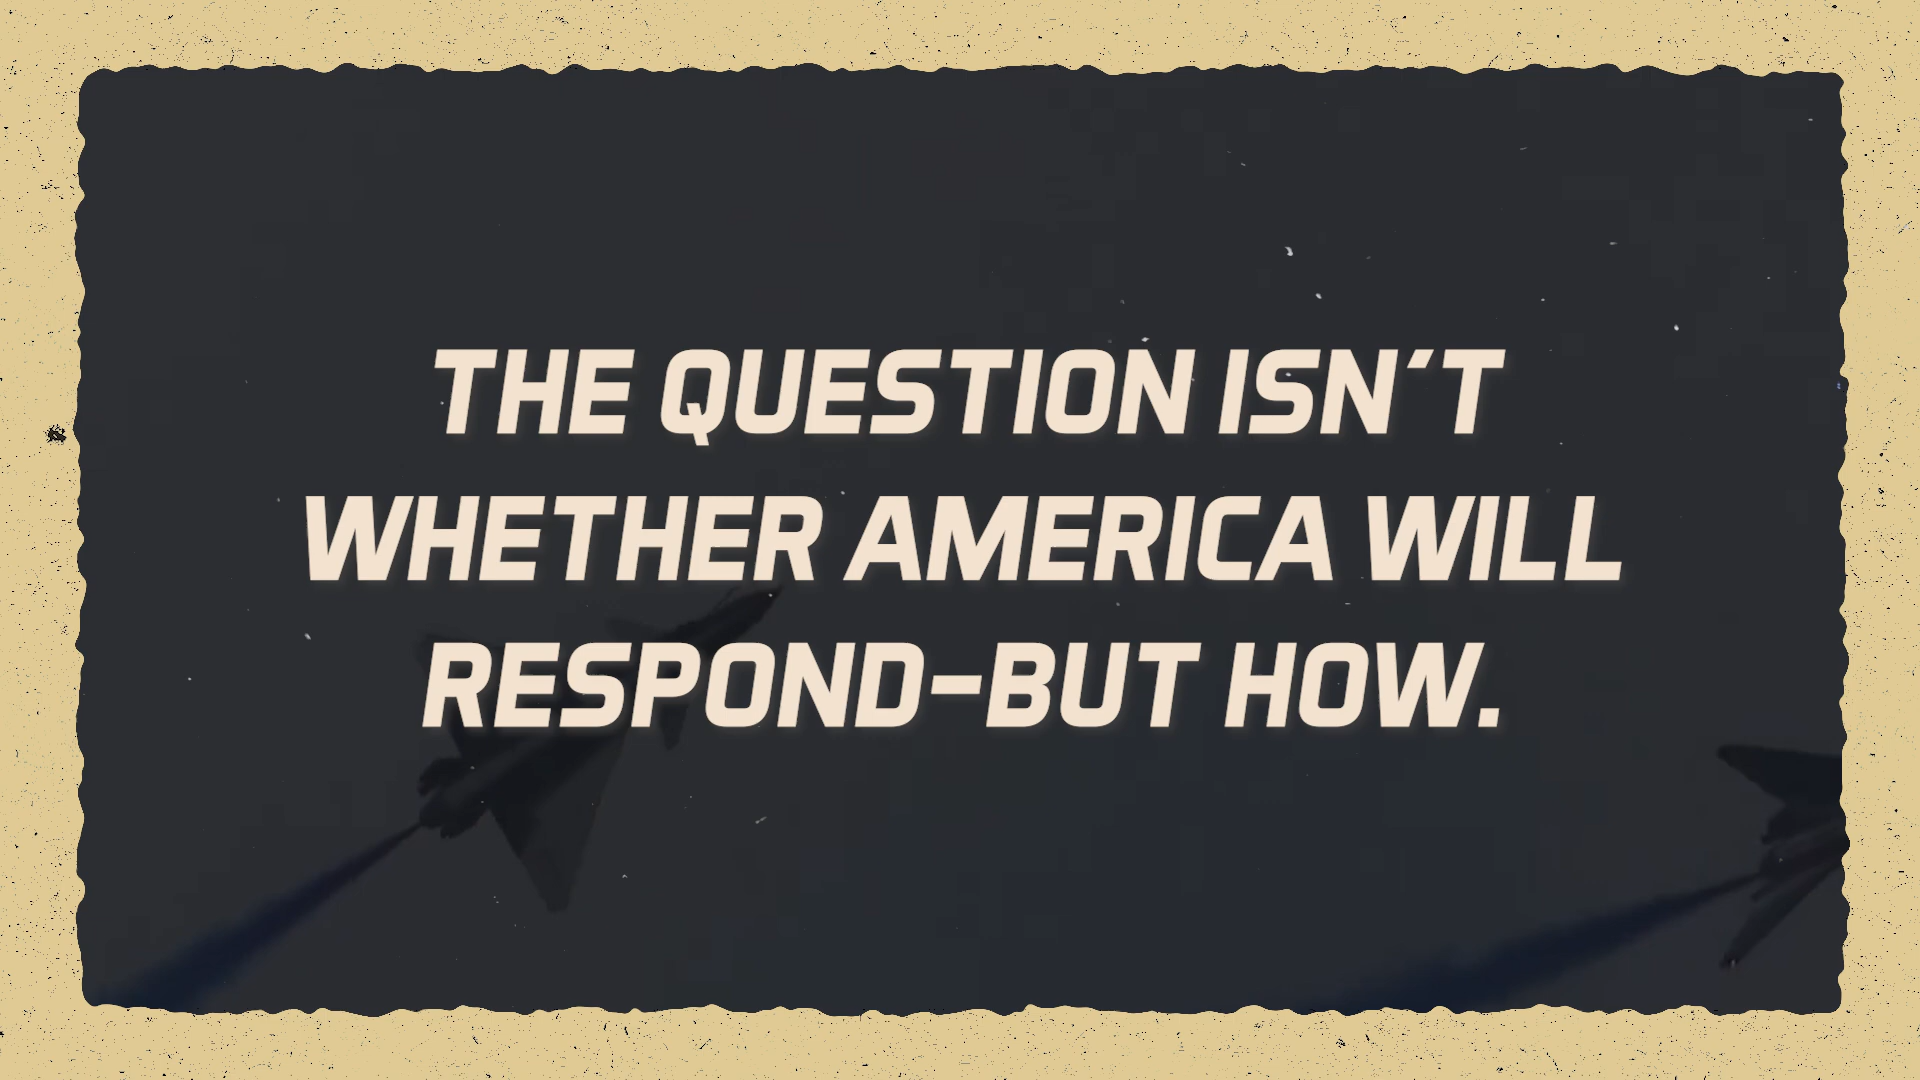 THE QUESTION ISN'T
WHETHER AMERICA WILL
RESPOND–BUT HOW.